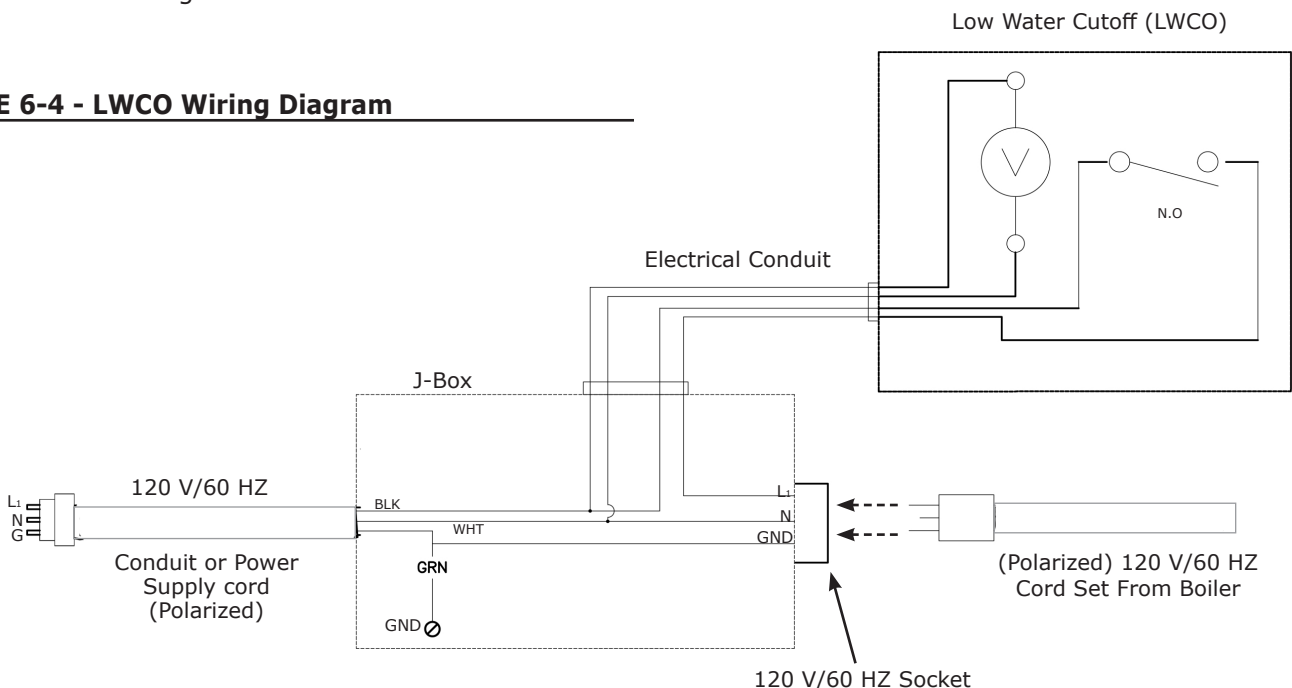 Low Water Cutoff (LWCO)
E 6-4 - LWCO Wiring Diagram
V
N.O
Electrical Conduit
J-Box
120 V/60 HZ
L1
N
G
BLK
WHT
GRN
GND
L1
N
GND
Conduit or Power
Supply cord
(Polarized)
(Polarized) 120 V/60 HZ
Cord Set From Boiler
120 V/60 HZ Socket